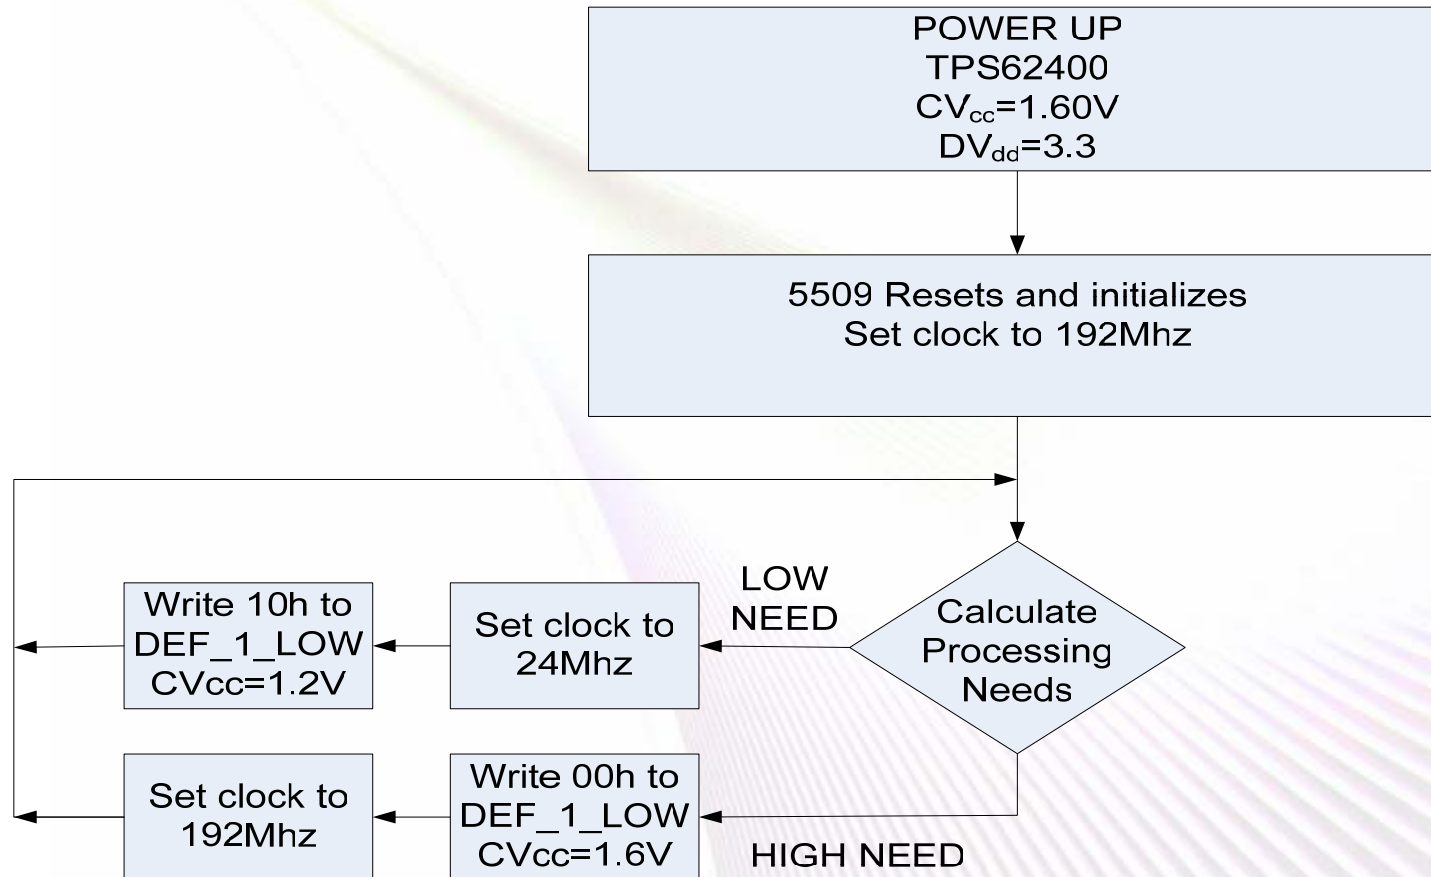 POWER UP
TPS62400
CVcc=1.60V
DVdd=3.3
5509 Resets and initializes
Set clock to 192Mhz
LOW
NEED
Calculate
Processing
Needs
Set clock to
24Mhz
Write 10h to
DEF_1_LOW
CVcc=1.2V
HIGH NEED
Write 00h to
DEF_1_LOW
CVcc=1.6V
Set clock to
192Mhz